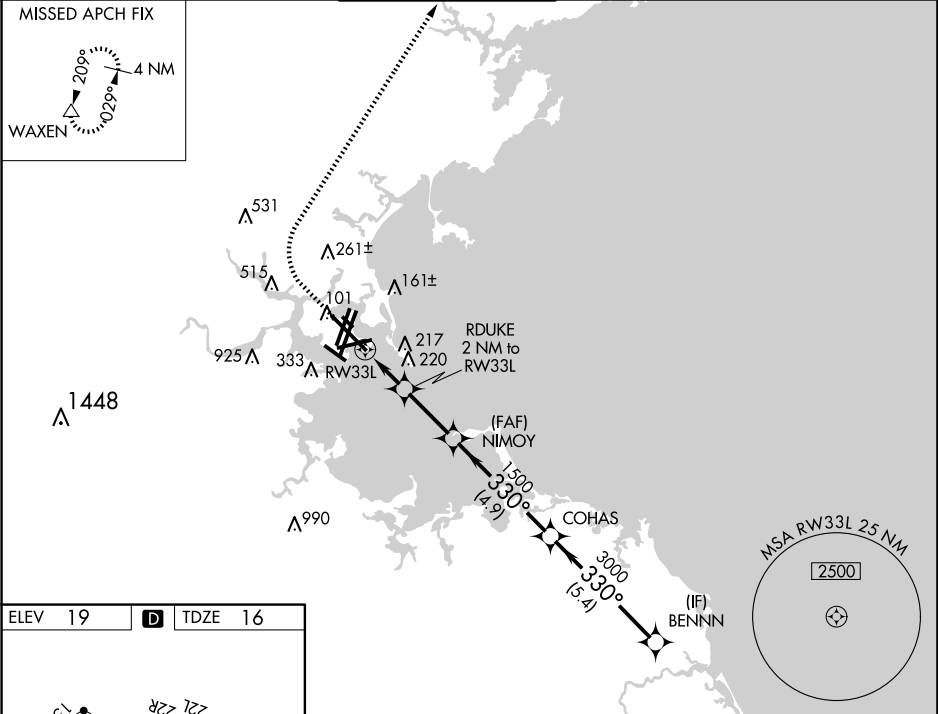 MISSED APCH FIX
209°
4 NM
029°
WAXEN
531
261±
515
161±
101
217
220
925
333
RW33L
RDUKE
2 NM to
RW33L
1448
(FAF)
NIMOY
1500
330°
(4.9)
990
COHAS
3000
330°
(5.4)
(IF)
BENNN
MSA RW33L 25 NM
2500
ELEV 19
D
TDZE 16
22R
22L